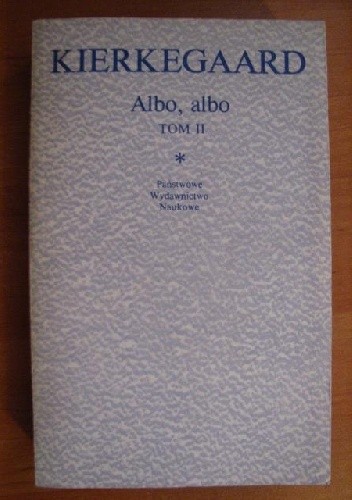 KIERKEGAARD
Albo, albo
TOM II
*
Państwowe
Wydawnictwo
Naukowe